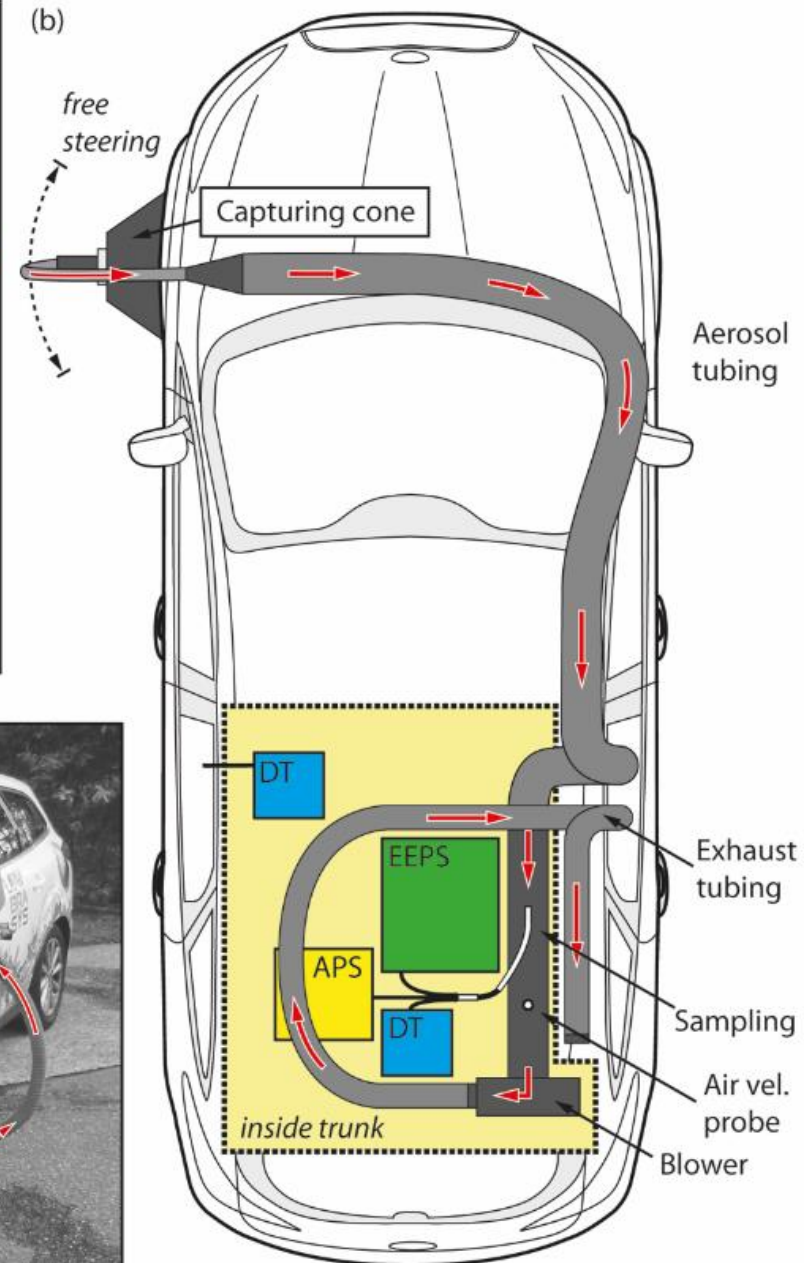 (b)
free
steering
Capturing cone
Aerosol
tubing
DT
EEPS
Exhaust
tubing
APS
DT
Sampling
Air vel.
probe
inside trunk
Blower